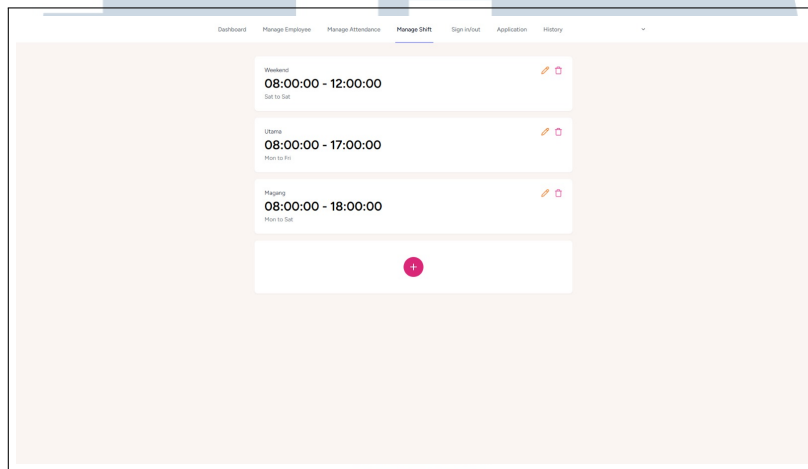 Dashboard Manage Employee Manage Attendance Manage Shift Sign in/out Application History
Weekend
08:00:00 - 12:00:00
Sat to Sat
Utama
08:00:00 - 17:00:00
Mon to Fri
Magang
08:00:00 - 18:00:00
Mon to Sat